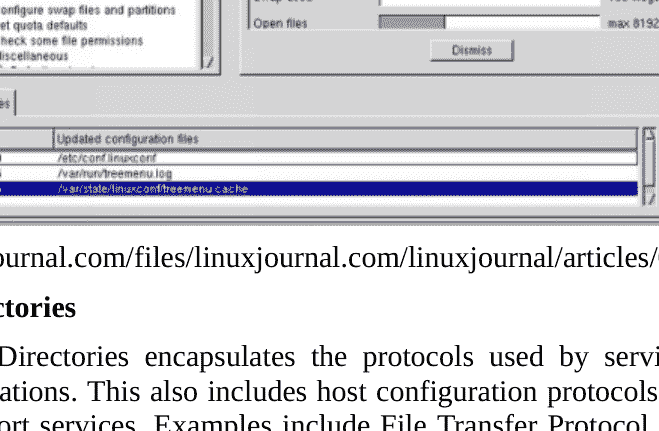 onfigure swap files and partitions
et quota defaults
heck some file permissions
iscellaneous
Open files max 8192
Dismiss
es
Updated configuration files
/etc/conf.linuxconf
/var/run/treemenu.log
/var/state/linuxconf/treemenu.cache
ournal.com/files/linuxjournal.com/linuxjournal/articles/
ctories
Directories encapsulates the protocols used by servi
ations. This also includes host configuration protocols
ort services. Examples include File Transfer Protocol